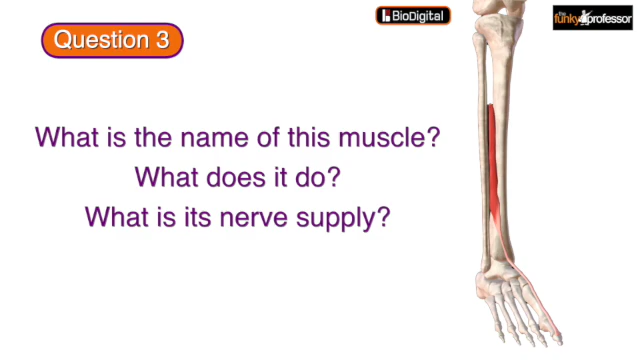 BioDigital
the
funky professor
Question 3
What is the name of this muscle?
What does it do?
What is its nerve supply?